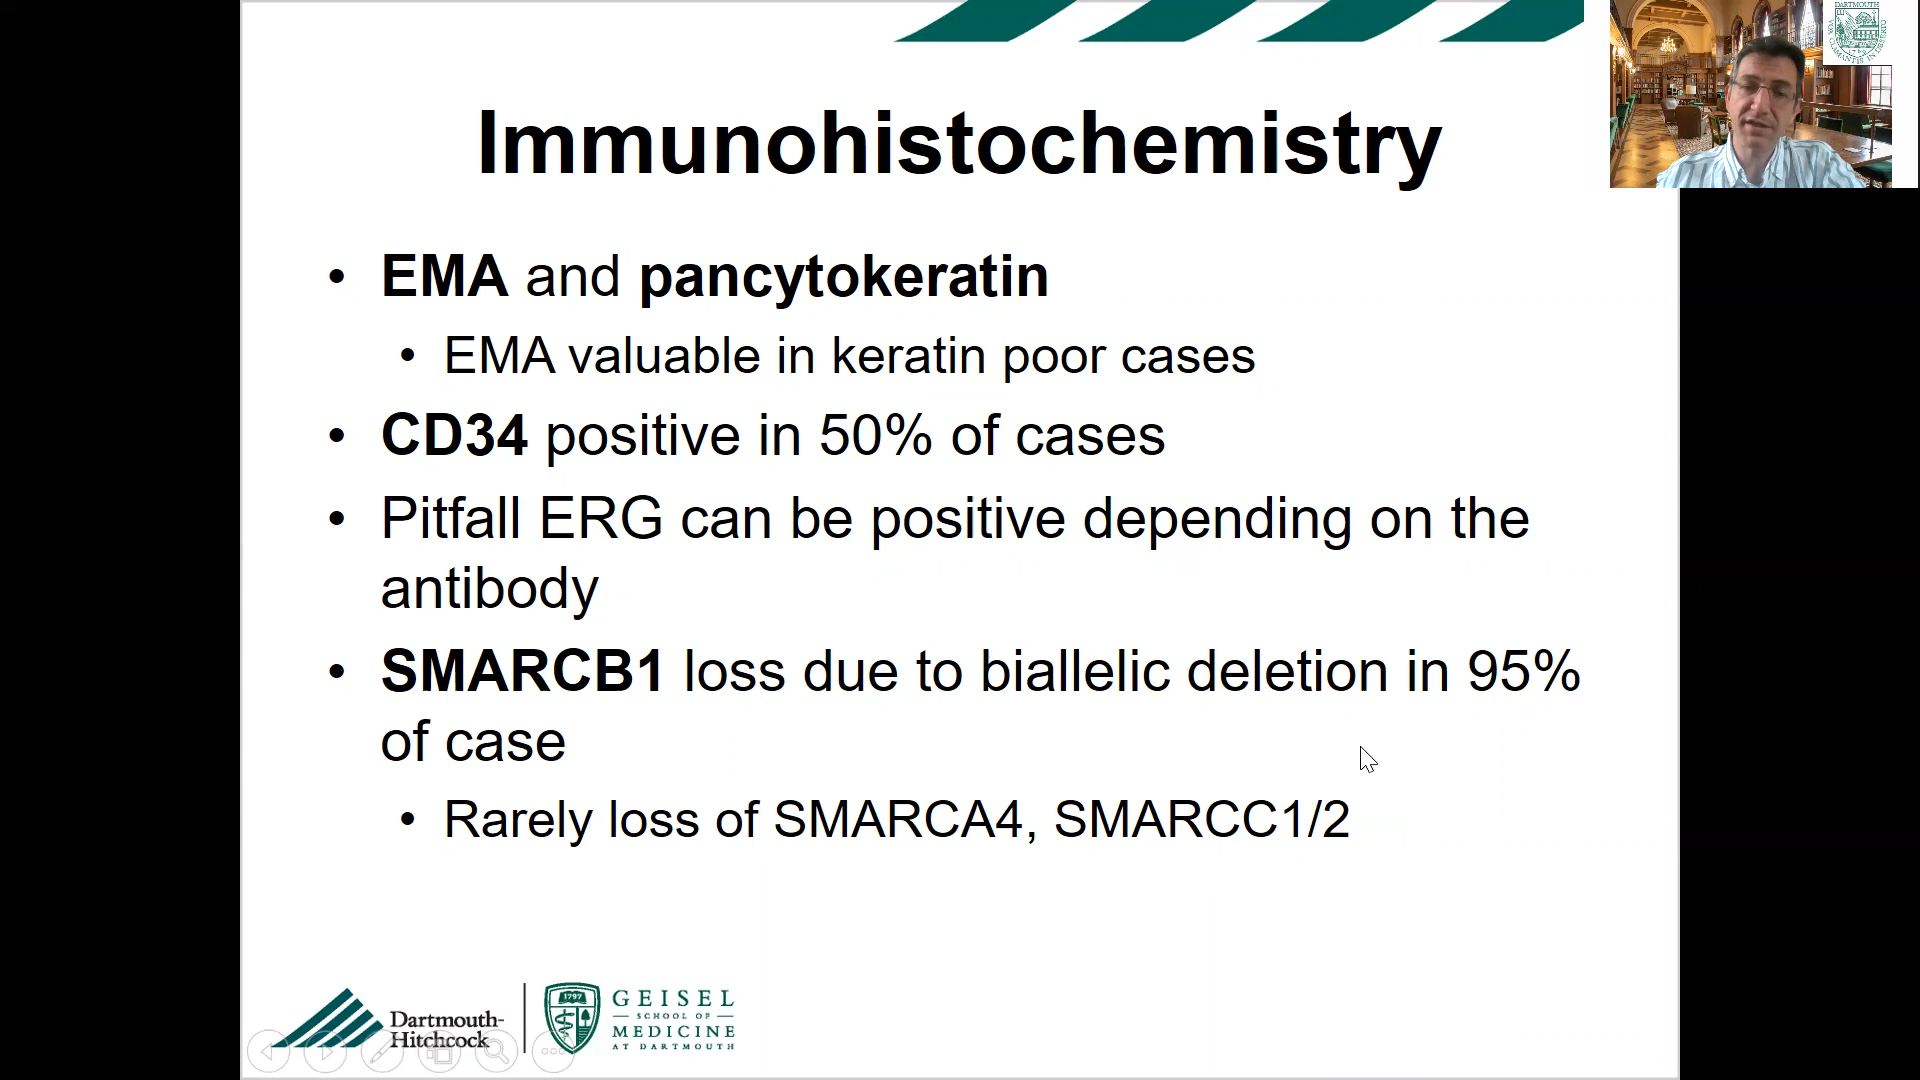 Immunohistochemistry
• EMA and pancytokeratin
• EMA valuable in keratin poor cases
• CD34 positive in 50% of cases
• Pitfall ERG can be positive depending on the
antibody
• SMARCB1 loss due to biallelic deletion in 95%
of case
• Rarely loss of SMARCA4, SMARCC1/2
Dartmouth-
Hitchcock
1797
GEISEL
SCHOOL OF
MEDICINE
AT DARTMOUTH
DARTMOUTH